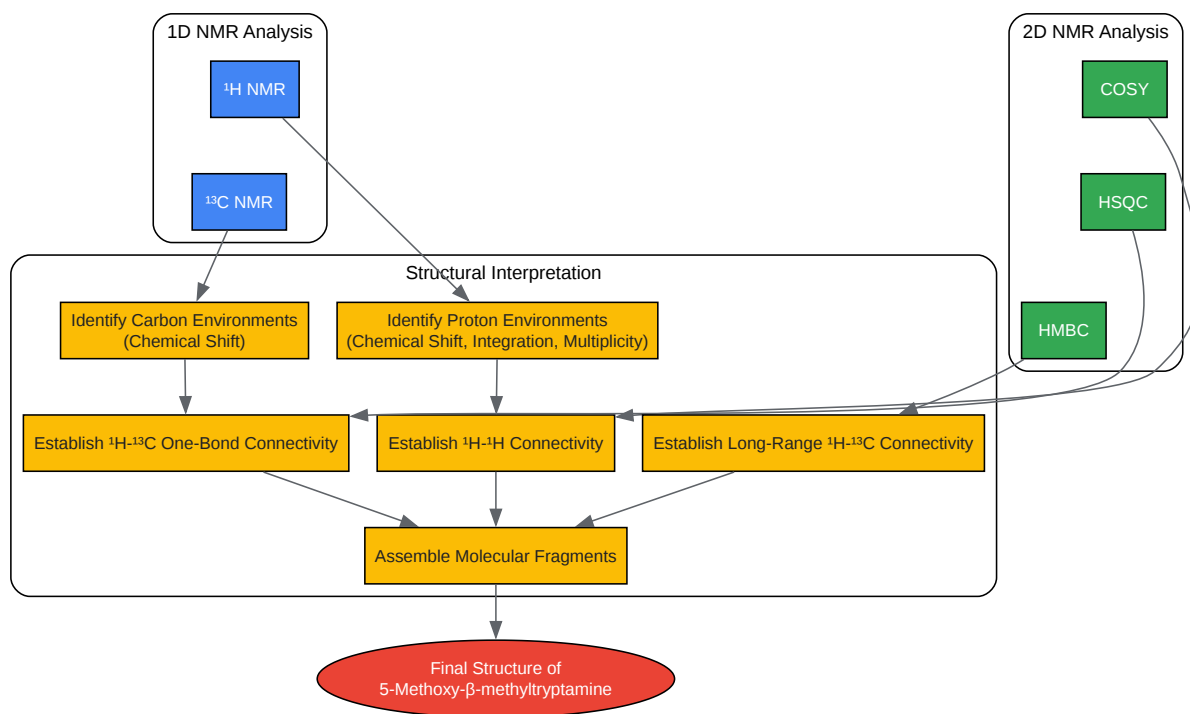 1D NMR Analysis
2D NMR Analysis
¹H NMR
COSY
¹³C NMR
HSQC
Structural Interpretation
Identify Carbon Environments
(Chemical Shift)
Identify Proton Environments
(Chemical Shift, Integration, Multiplicity)
HMBC
Establish ¹H-¹³C One-Bond Connectivity
Establish ¹H-¹H Connectivity
Establish Long-Range ¹H-¹³C Connectivity
Assemble Molecular Fragments
Final Structure of
5-Methoxy-β-methyltryptamine